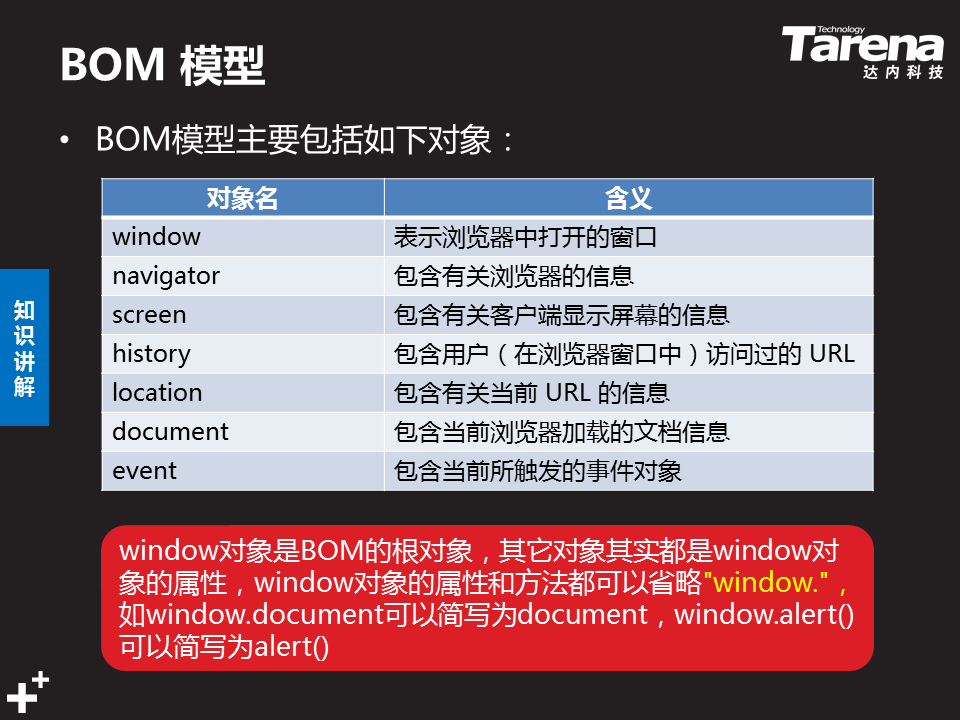 BOM 模型
Technology
Tarena
达内科技
• BOM模型主要包括如下对象：
对象名 含义
window 表示浏览器中打开的窗口
navigator 包含有关浏览器的信息
screen 包含有关客户端显示屏幕的信息
history 包含用户（在浏览器窗口中）访问过的 URL
location 包含有关当前 URL 的信息
document 包含当前浏览器加载的文档信息
event 包含当前所触发的事件对象
知
识
讲
解
window对象是BOM的根对象，其它对象其实都是window对
象的属性，window对象的属性和方法都可以省略"window."，
如window.document可以简写为document，window.alert()
可以简写为alert()